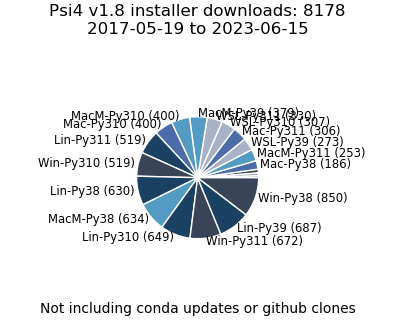 Psi4 v1.8 installer downloads: 8178
2017-05-19 to 2023-06-15
MacM-Py310 (400)
MacM-Py39 (379)
WSL-Py311 (330)
Mac-Py310 (400)
WSL-Py310 (307)
Mac-Py311 (306)
Lin-Py311 (519)
WSL-Py39 (273)
MacM-Py311 (253)
Win-Py310 (519)
Mac-Py38 (186)
Lin-Py38 (630)
Win-Py38 (850)
MacM-Py38 (634)
Lin-Py39 (687)
Lin-Py310 (649)
Win-Py311 (672)
Not including conda updates or github clones